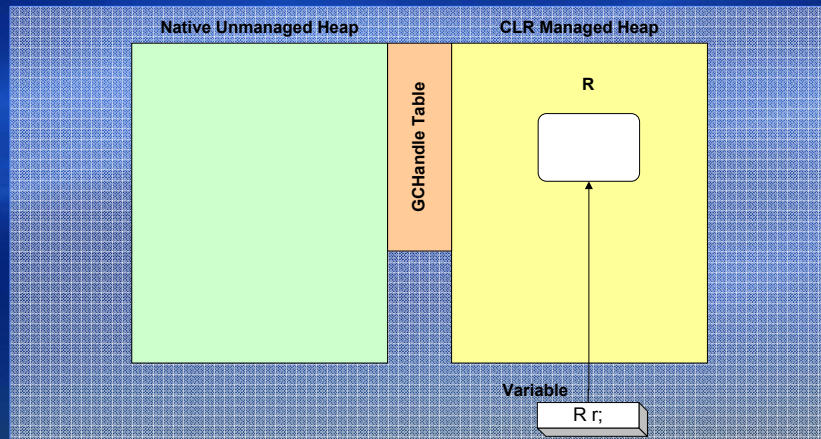 Native Unmanaged Heap
CLR Managed Heap
GCHandle Table
R
Variable
R r;